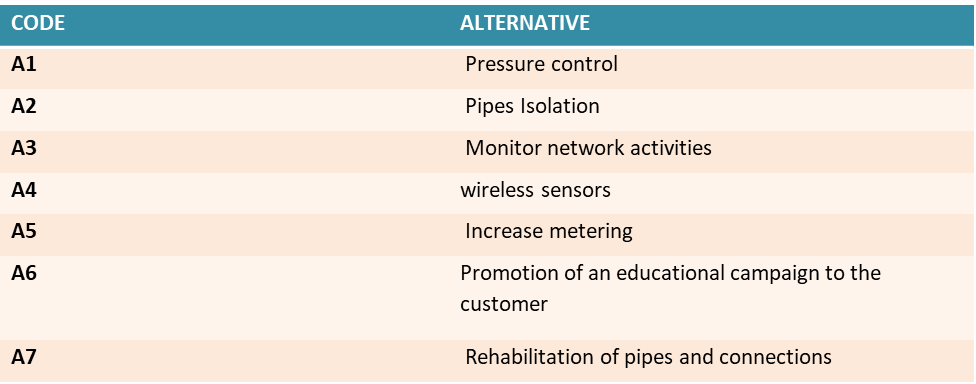 CODE ALTERNATIVE
A1 Pressure control
A2 Pipes Isolation
A3 Monitor network activities
A4 wireless sensors
A5 Increase metering
A6 Promotion of an educational campaign to the
customer
A7 Rehabilitation of pipes and connections